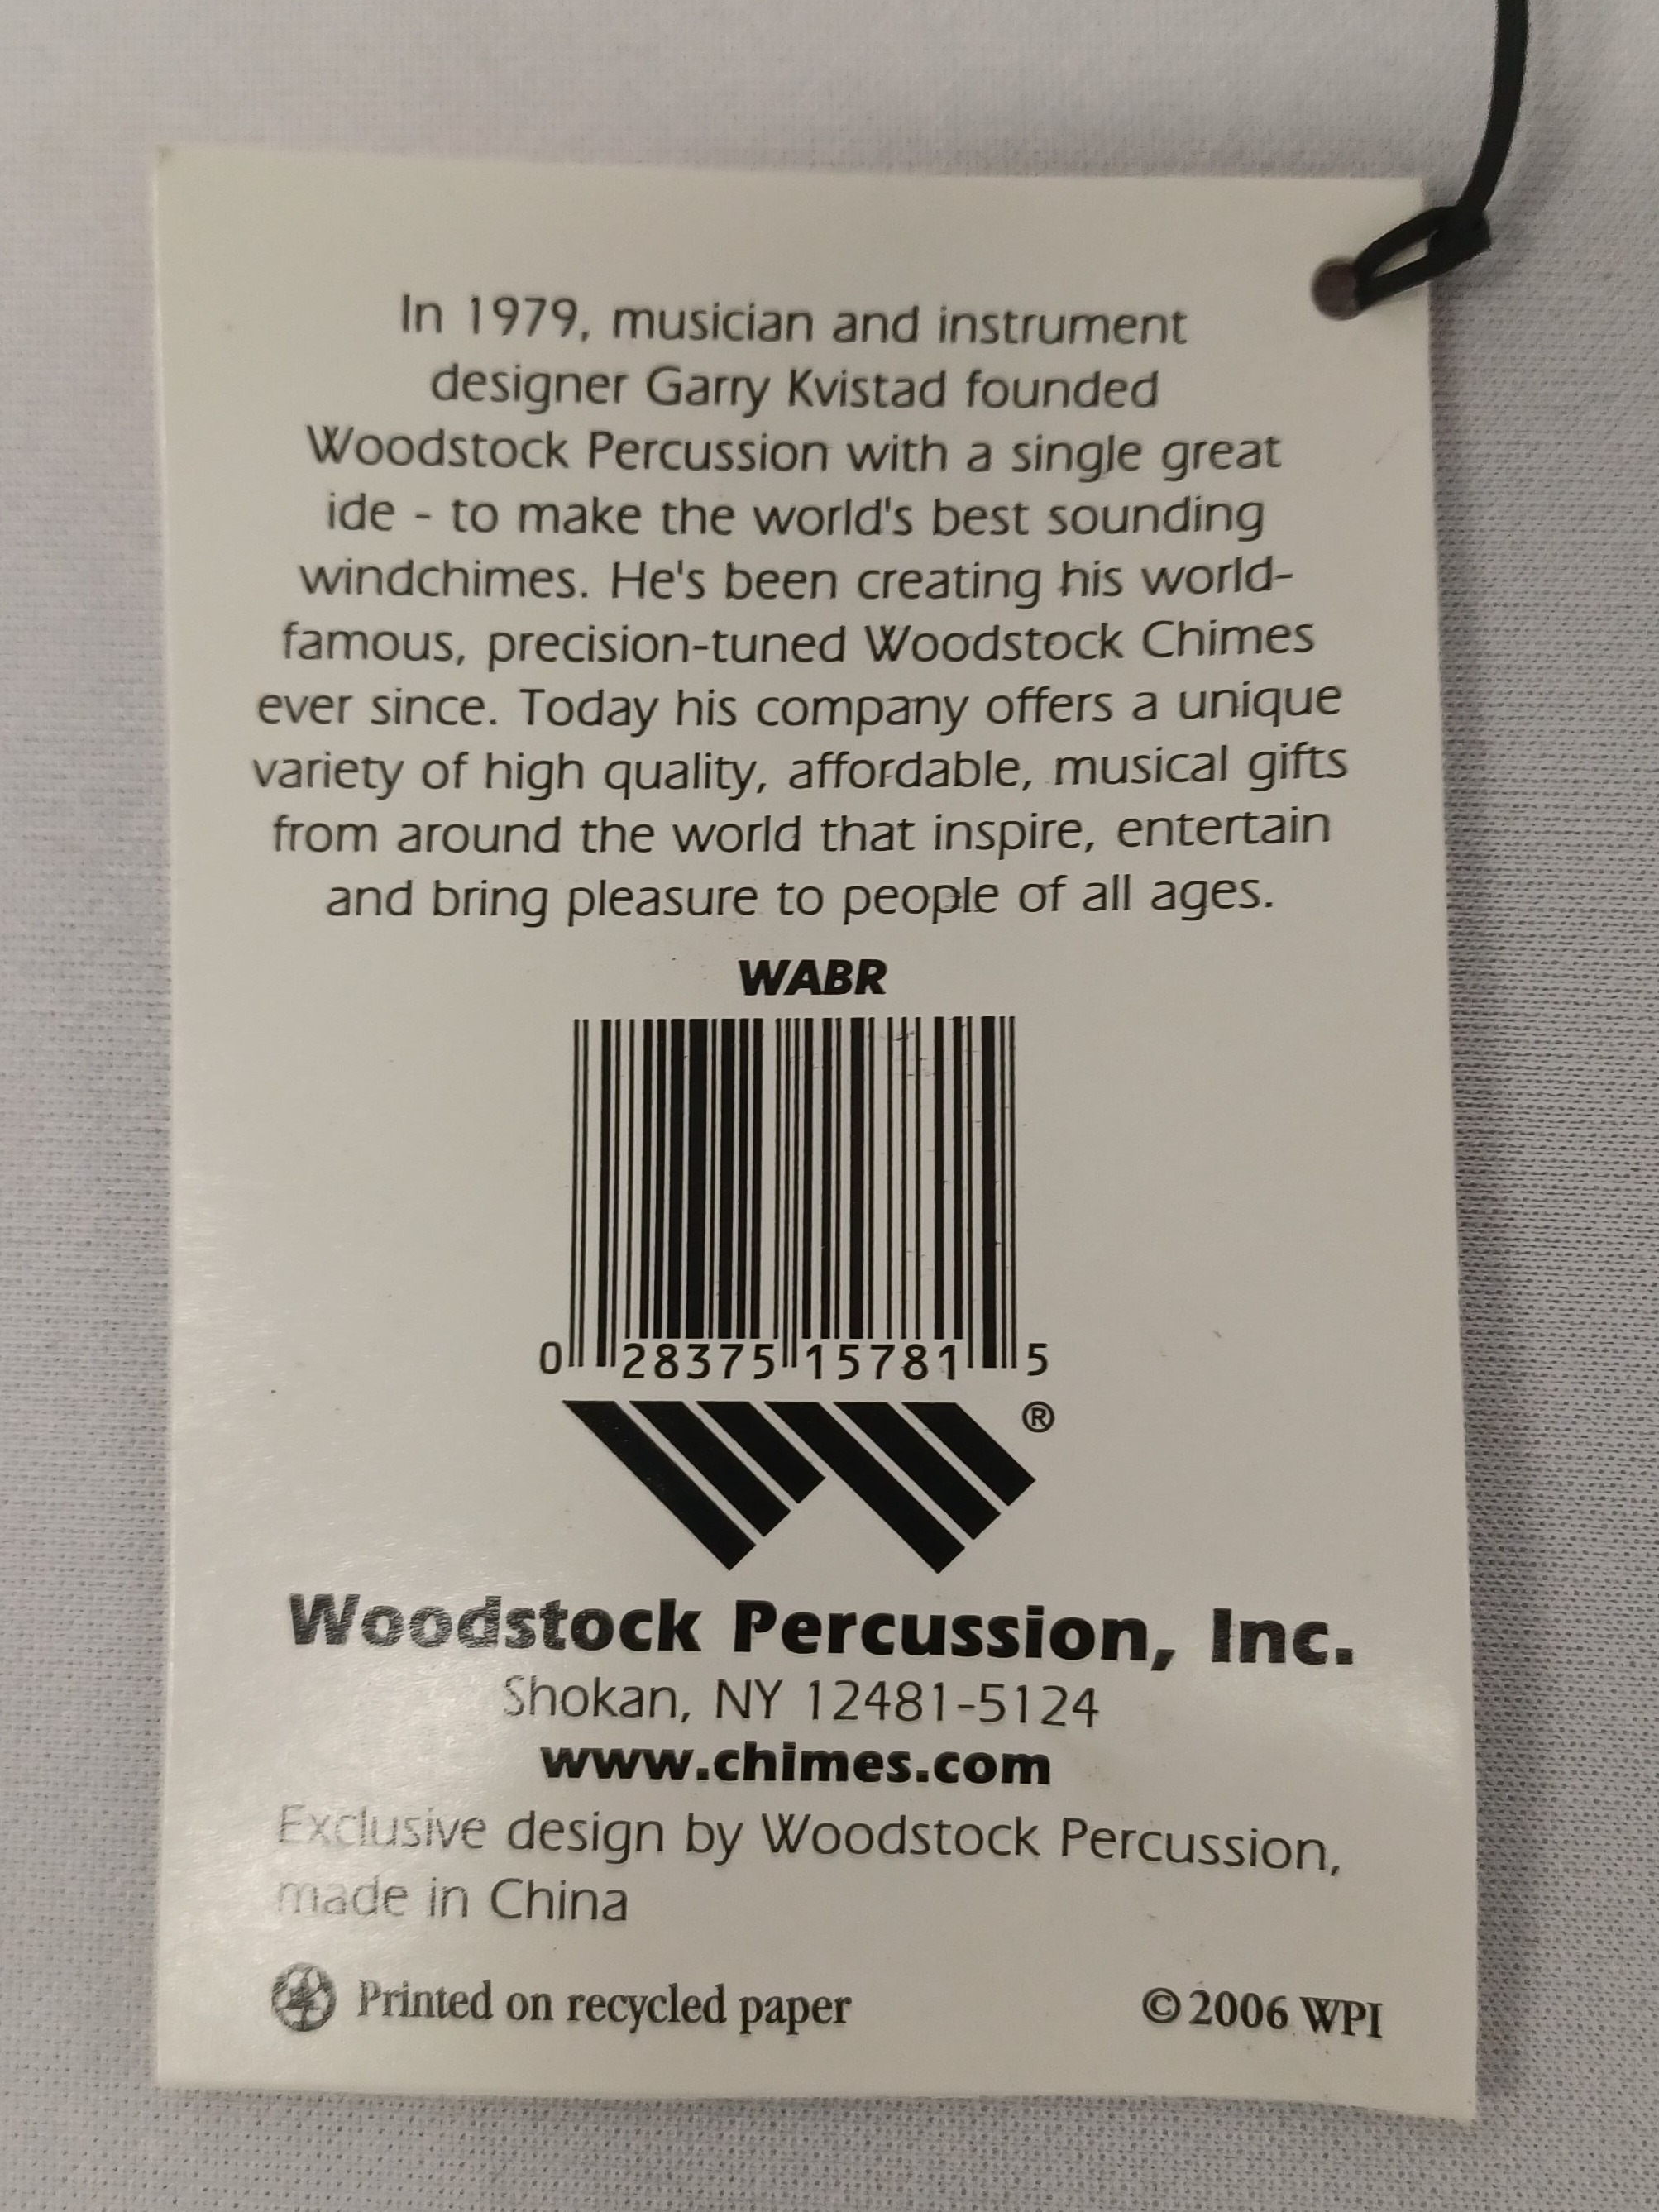 In 1979, musician and instrument
designer Garry Kvistad founded
Woodstock Percussion with a single great
ide - to make the world's best sounding
windchimes. He's been creating his world-
famous, precision-tuned Woodstock Chimes
ever since. Today his company offers a unique
variety of high quality, affordable, musical gifts
from around the world that inspire, entertain
and bring pleasure to people of all ages.
WABR
0 28375 15781 5
®
Woodstock Percussion, Inc.
Shokan, NY 12481-5124
www.chimes.com
Exclusive design by Woodstock Percussion,
made in China
Printed on recycled paper © 2006 WPI